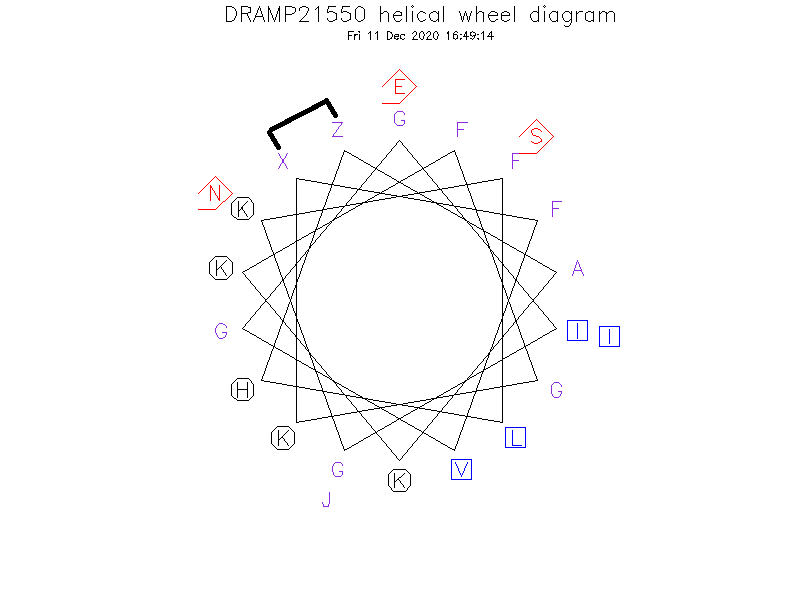 DRAMP21550 helical wheel diagram
Fri 11 Dec 2020 16:49:14
E
G
Z
F
S
X
F
N
K
F
K
A
G
I
I
H
G
K
L
G
V
K
J